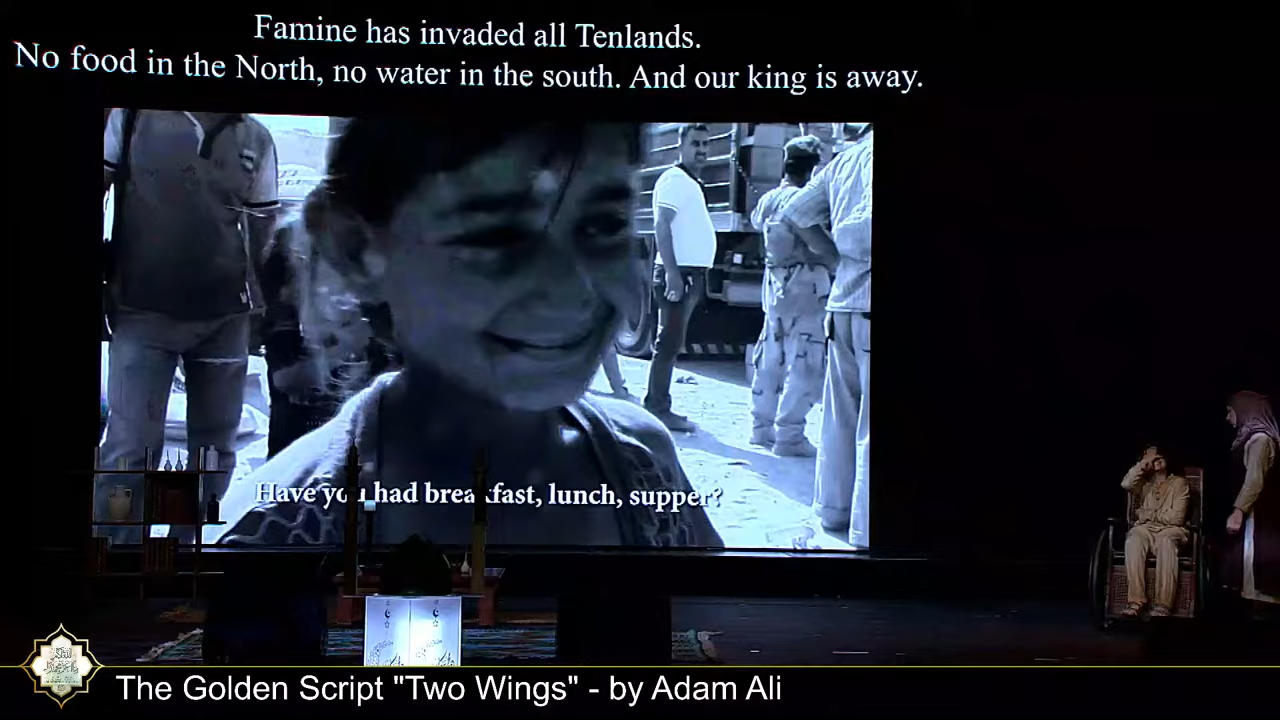 Famine has invaded all Tenlands.
No food in the North, no water in the south. And our king is away.
Have you had breakfast, lunch, supper?
The Golden Script "Two Wings" - by Adam Ali